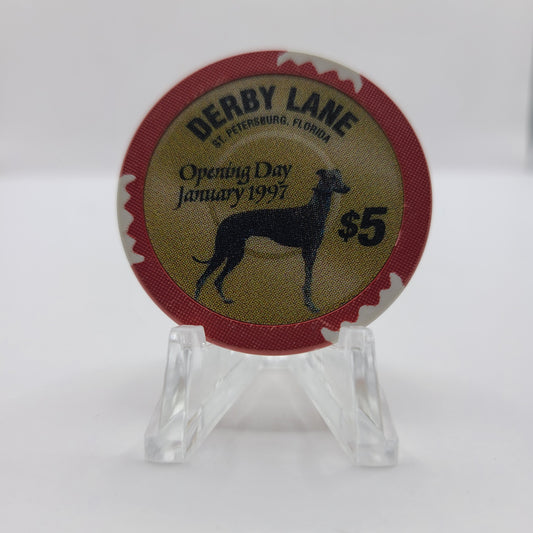 DERBY LANE
ST. PETERSBURG, FLORIDA
Opening Day
January 1997
$5